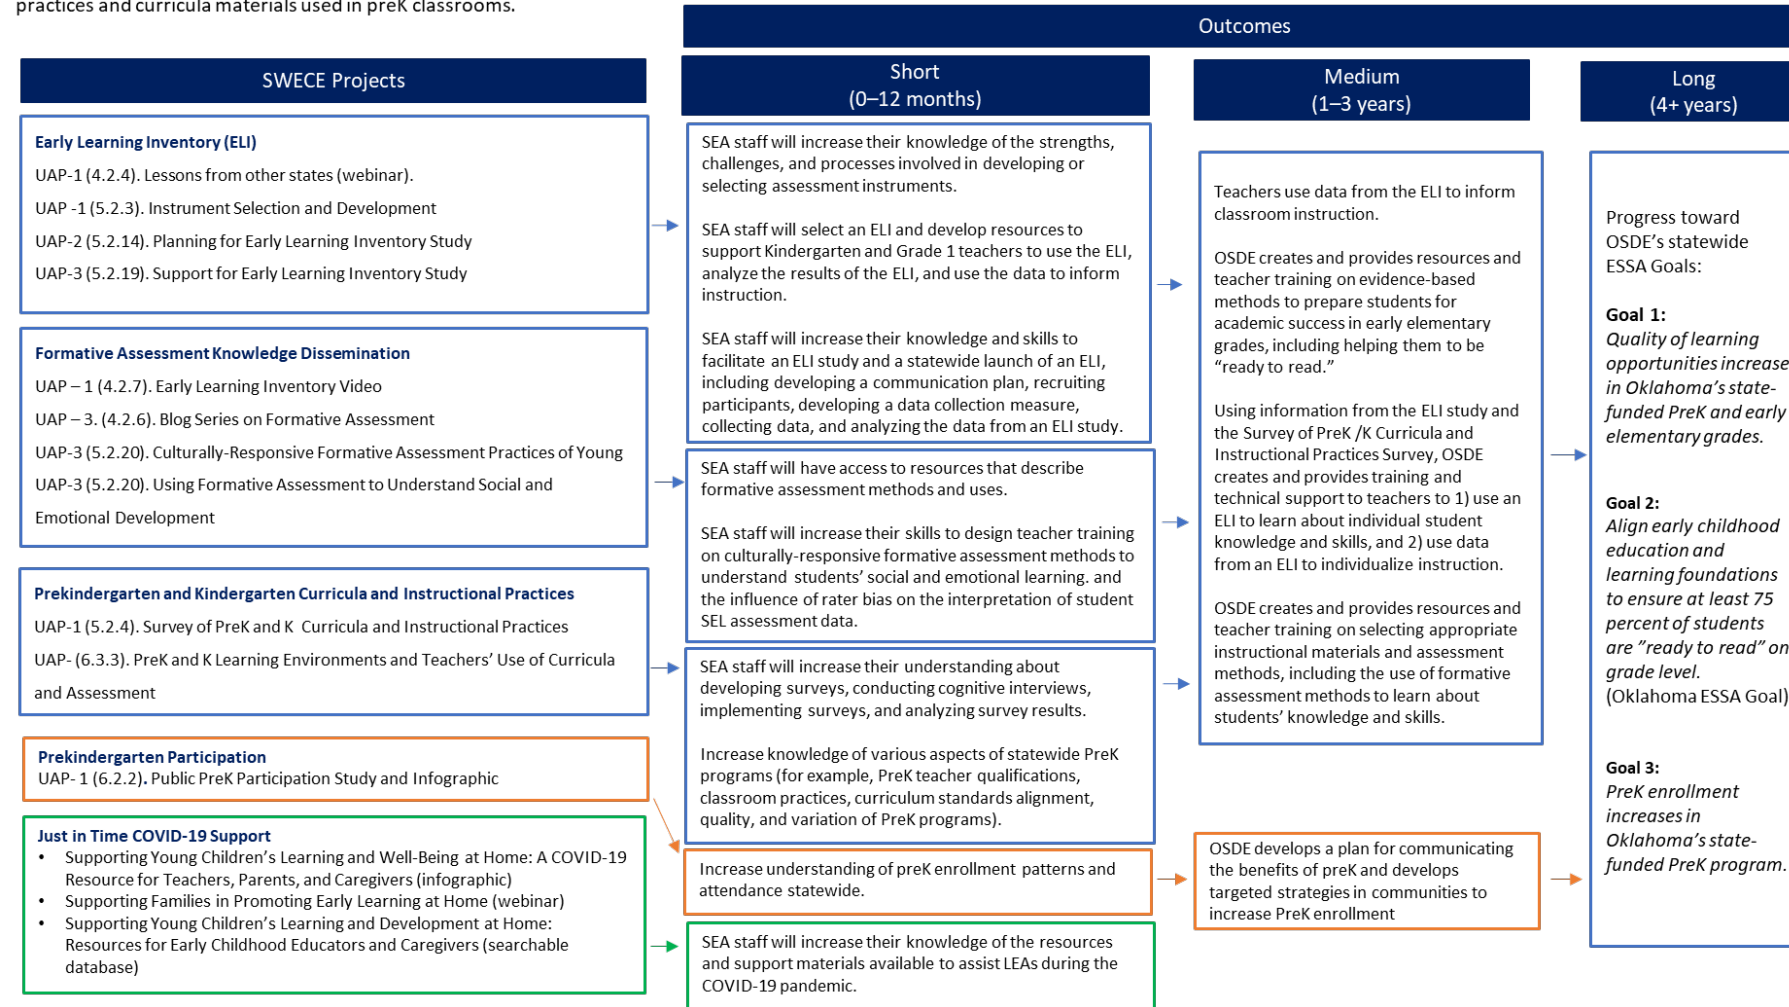 practices and curricula materials used in preK classrooms.
Outcomes
SWECE Projects
Short
(0–12 months)
Medium
(1–3 years)
Long
(4+ years)
Early Learning Inventory (ELI)
UAP-1 (4.2.4). Lessons from other states (webinar).
UAP -1 (5.2.3). Instrument Selection and Development
UAP-2 (5.2.14). Planning for Early Learning Inventory Study
UAP-3 (5.2.19). Support for Early Learning Inventory Study
Formative Assessment Knowledge Dissemination
UAP – 1 (4.2.7). Early Learning Inventory Video
UAP – 3. (4.2.6). Blog Series on Formative Assessment
UAP-3 (5.2.20). Culturally-Responsive Formative Assessment Practices of Young
UAP-3 (5.2.20). Using Formative Assessment to Understand Social and
Emotional Development
Prekindergarten and Kindergarten Curricula and Instructional Practices
UAP-1 (5.2.4). Survey of PreK and K Curricula and Instructional Practices
UAP- (6.3.3). PreK and K Learning Environments and Teachers’ Use of Curricula
and Assessment
Prekindergarten Participation
UAP- 1 (6.2.2). Public PreK Participation Study and Infographic
Just in Time COVID-19 Support
• Supporting Young Children’s Learning and Well-Being at Home: A COVID-19
Resource for Teachers, Parents, and Caregivers (infographic)
• Supporting Families in Promoting Early Learning at Home (webinar)
• Supporting Young Children’s Learning and Development at Home:
Resources for Early Childhood Educators and Caregivers (searchable
database)
SEA staff will increase their knowledge of the strengths,
challenges, and processes involved in developing or
selecting assessment instruments.
SEA staff will select an ELI and develop resources to
support Kindergarten and Grade 1 teachers to use the ELI,
analyze the results of the ELI, and use the data to inform
instruction.
SEA staff will increase their knowledge and skills to
facilitate an ELI study and a statewide launch of an ELI,
including developing a communication plan, recruiting
participants, developing a data collection measure,
collecting data, and analyzing the data from an ELI study.
SEA staff will have access to resources that describe
formative assessment methods and uses.
SEA staff will increase their skills to design teacher training
on culturally-responsive formative assessment methods to
understand students’ social and emotional learning. and
the influence of rater bias on the interpretation of student
SEL assessment data.
SEA staff will increase their understanding about
developing surveys, conducting cognitive interviews,
implementing surveys, and analyzing survey results.
Increase knowledge of various aspects of statewide PreK
programs (for example, PreK teacher qualifications,
classroom practices, curriculum standards alignment,
quality, and variation of PreK programs).
Increase understanding of preK enrollment patterns and
attendance statewide.
SEA staff will increase their knowledge of the resources
and support materials available to assist LEAs during the
COVID-19 pandemic.
Teachers use data from the ELI to inform
classroom instruction.
OSDE creates and provides resources and
teacher training on evidence-based
methods to prepare students for
academic success in early elementary
grades, including helping them to be
“ready to read.”
Using information from the ELI study and
the Survey of PreK /K Curricula and
Instructional Practices Survey, OSDE
creates and provides training and
technical support to teachers to 1) use an
ELI to learn about individual student
knowledge and skills, and 2) use data
from an ELI to individualize instruction.
OSDE creates and provides resources and
teacher training on selecting appropriate
instructional materials and assessment
methods, including the use of formative
assessment methods to learn about
students’ knowledge and skills.
OSDE develops a plan for communicating
the benefits of preK and develops
targeted strategies in communities to
increase PreK enrollment
Progress toward
OSDE’s statewide
ESSA Goals:
Goal 1:
Quality of learning
opportunities increase
in Oklahoma’s state-
funded PreK and early
elementary grades.
Goal 2:
Align early childhood
education and
learning foundations
to ensure at least 75
percent of students
are ”ready to read” on
grade level.
(Oklahoma ESSA Goal)
Goal 3:
PreK enrollment
increases in
Oklahoma’s state-
funded PreK program.